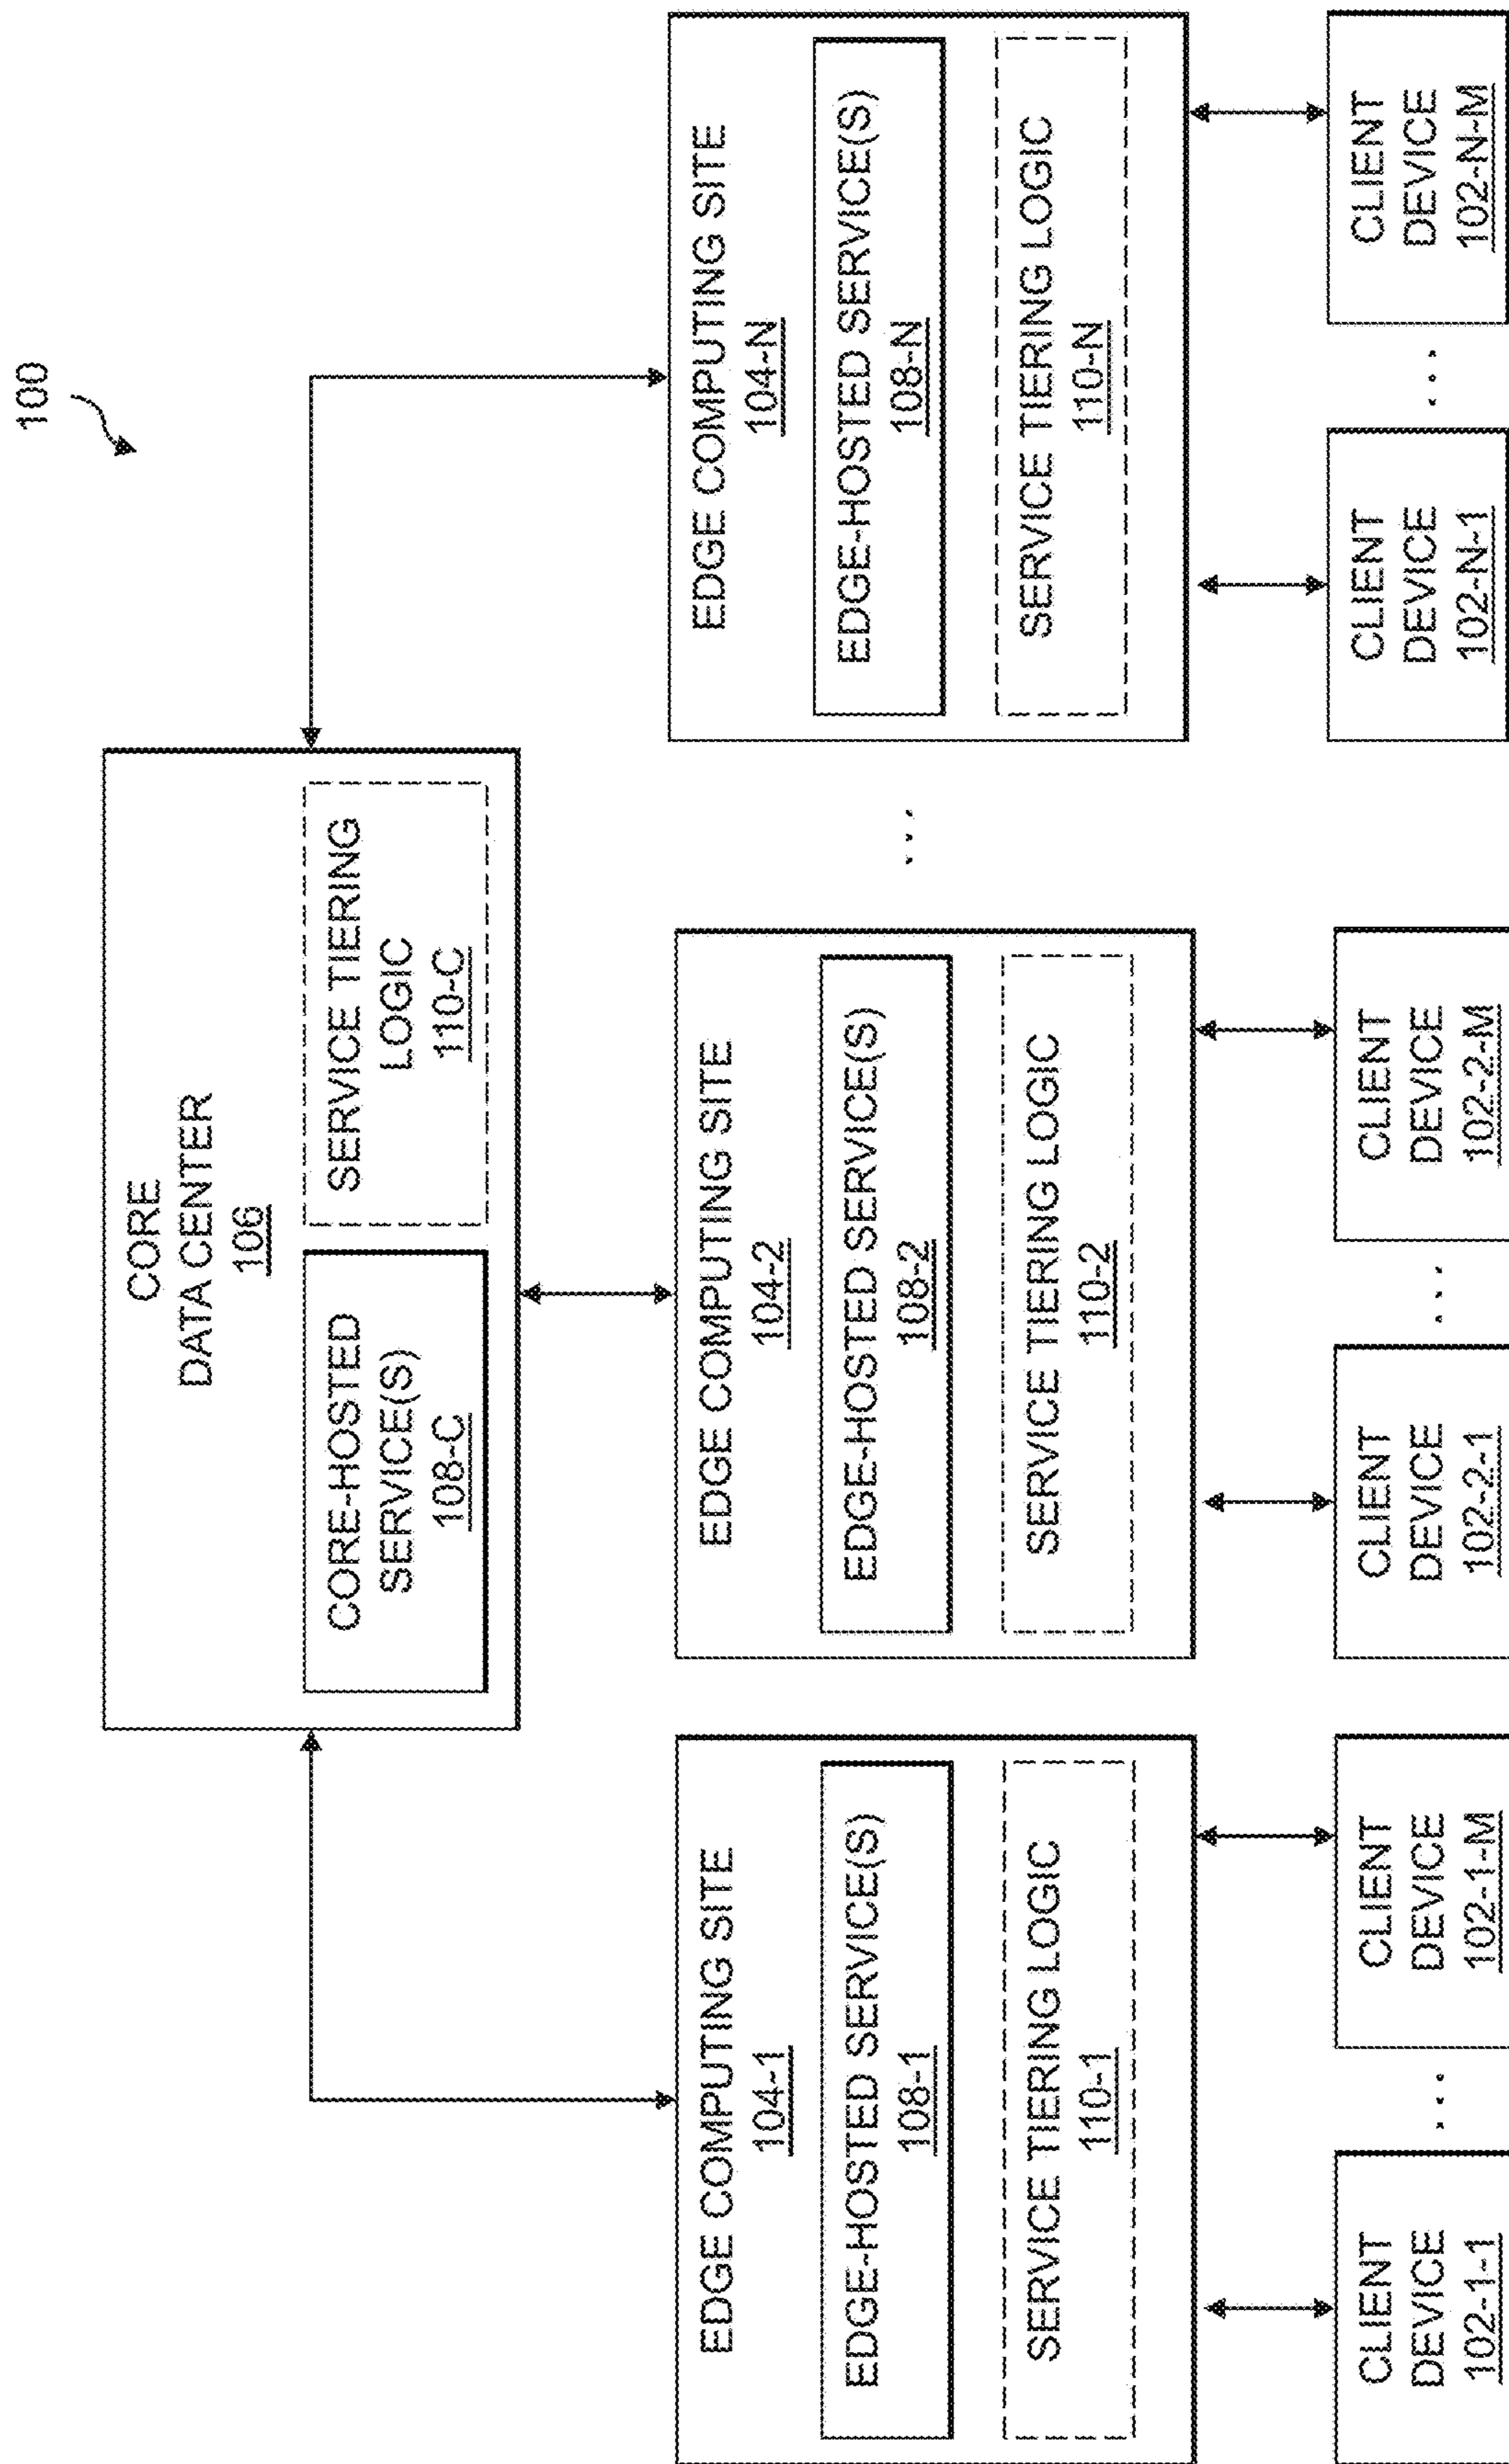 100
CORE
DATA CENTER
106
CORE-HOSTED
SERVICE(S)
108-C
SERVICE TIERING
LOGIC
110-C
EDGE COMPUTING SITE
104-1
EDGE-HOSTED SERVICE(S)
108-1
SERVICE TIERING LOGIC
110-1
EDGE COMPUTING SITE
104-2
EDGE-HOSTED SERVICE(S)
108-2
SERVICE TIERING LOGIC
110-2
...
EDGE COMPUTING SITE
104-N
EDGE-HOSTED SERVICE(S)
108-N
SERVICE TIERING LOGIC
110-N
CLIENT
DEVICE
102-1-1
...
CLIENT
DEVICE
102-1-M
CLIENT
DEVICE
102-2-1
...
CLIENT
DEVICE
102-2-M
CLIENT
DEVICE
102-N-1
...
CLIENT
DEVICE
102-N-M